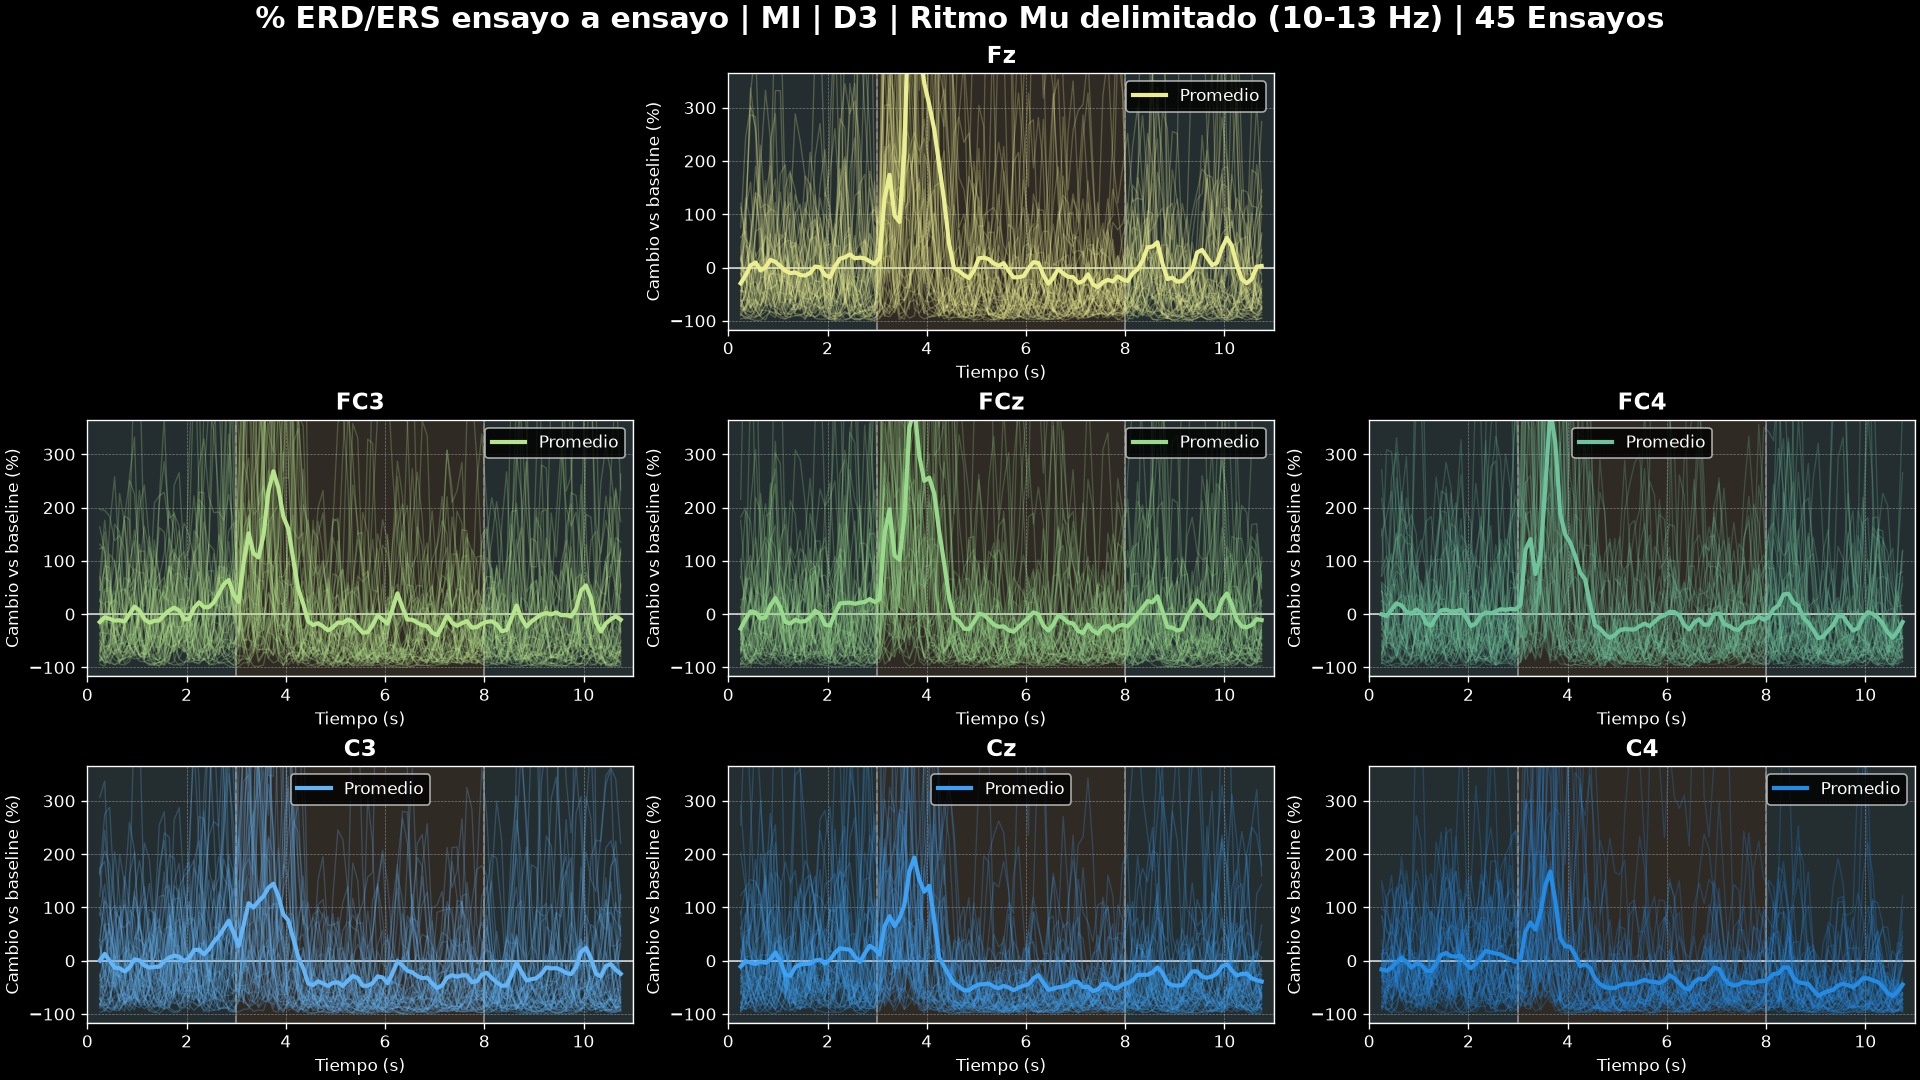 % ERD/ERS ensayo a ensayo | MI | D3 | Ritmo Mu delimitado (10-13 Hz) | 45 Ensayos
Fz
Cambio vs baseline (%)
300
200
100
0
−100
Promedio
0 2 4 6 8 10
Tiempo (s)
FC3
Cambio vs baseline (%)
300
200
100
0
−100
Promedio
0 2 4 6 8 10
Tiempo (s)
FCz
Cambio vs baseline (%)
300
200
100
0
−100
Promedio
0 2 4 6 8 10
Tiempo (s)
FC4
Cambio vs baseline (%)
300
200
100
0
−100
Promedio
0 2 4 6 8 10
Tiempo (s)
C3
Cambio vs baseline (%)
300
200
100
0
−100
Promedio
0 2 4 6 8 10
Tiempo (s)
Cz
Cambio vs baseline (%)
300
200
100
0
−100
Promedio
0 2 4 6 8 10
Tiempo (s)
C4
Cambio vs baseline (%)
300
200
100
0
−100
Promedio
0 2 4 6 8 10
Tiempo (s)